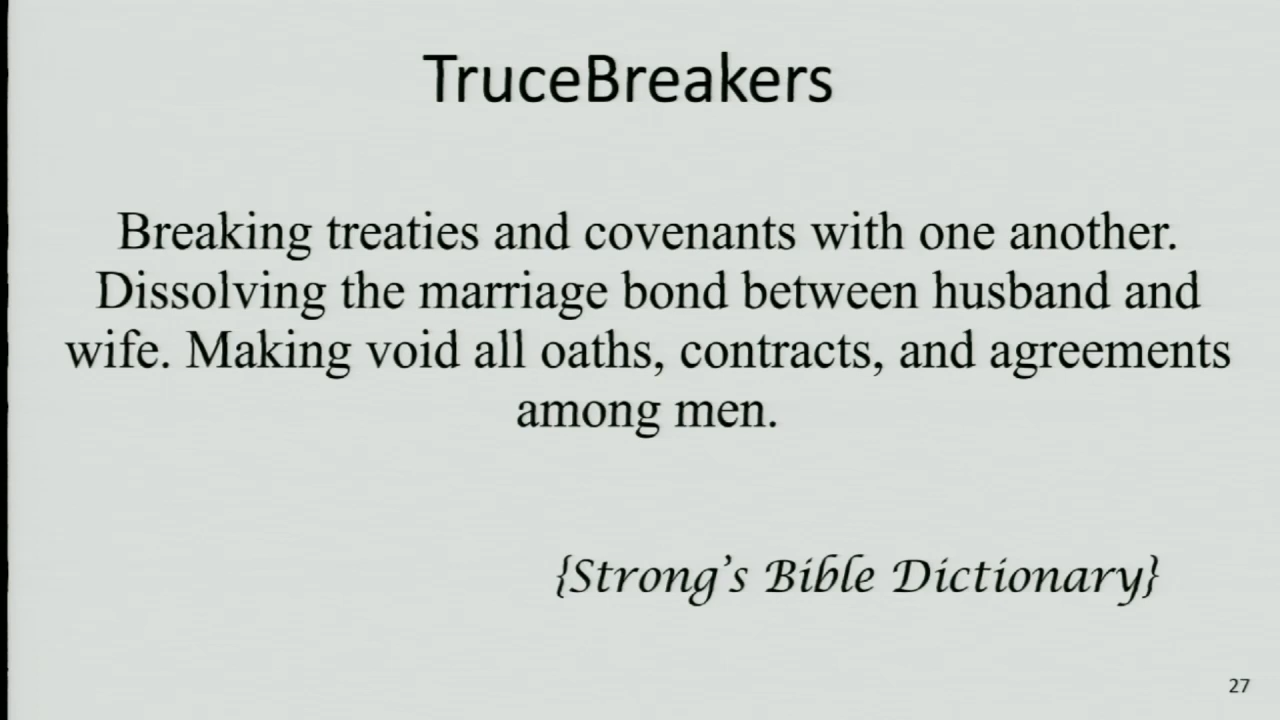 TruceBreakers
Breaking treaties and covenants with one another.
Dissolving the marriage bond between husband and
wife. Making void all oaths, contracts, and agreements
among men.
{Strong's Bible Dictionary}
27